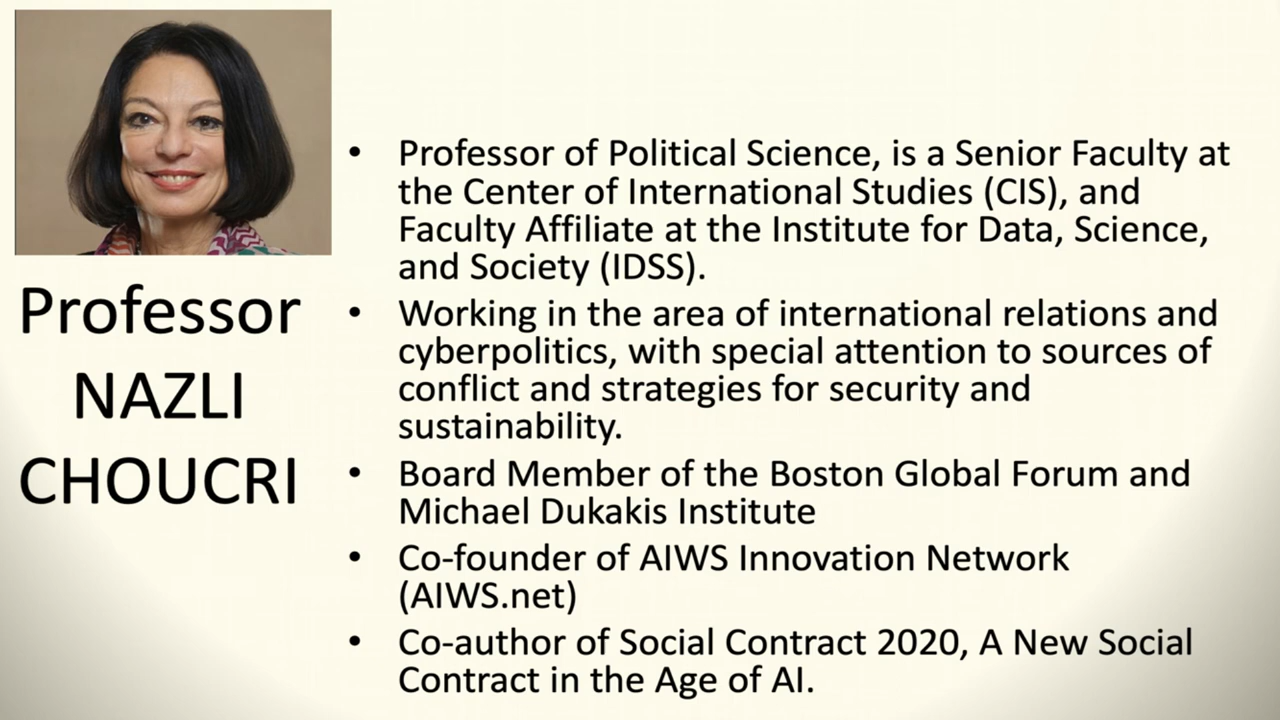 Professor
NAZLI
CHOUCRI
• Professor of Political Science, is a Senior Faculty at
the Center of International Studies (CIS), and
Faculty Affiliate at the Institute for Data, Science,
and Society (IDSS).
• Working in the area of international relations and
cyberpolitics, with special attention to sources of
conflict and strategies for security and
sustainability.
• Board Member of the Boston Global Forum and
Michael Dukakis Institute
• Co-founder of AIWS Innovation Network
(AIWS.net)
• Co-author of Social Contract 2020, A New Social
Contract in the Age of AI.